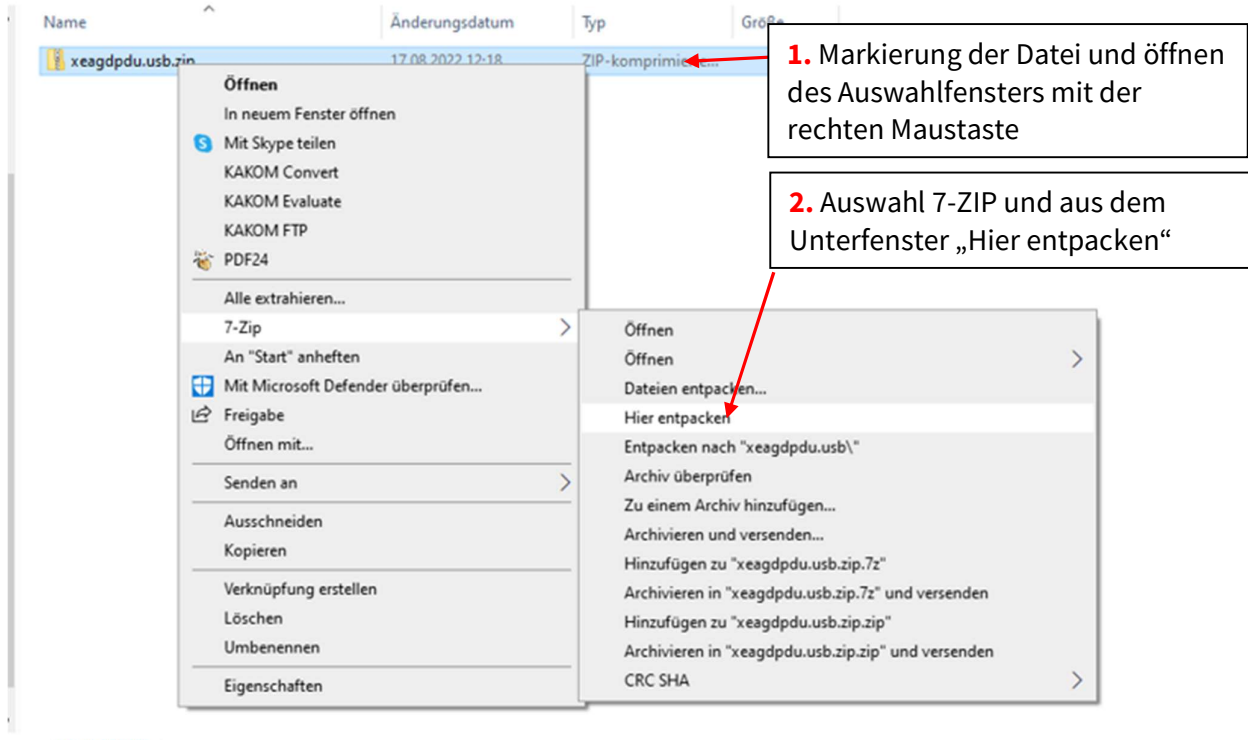 Name Änderungsdatum Typ Größe
xeagdpdu.usb.zip 17.08.2022 12:18 ZIP-komprimierte...
1. Markierung der Datei und öffnen
des Auswahlfensters mit der
rechten Maustaste
Öffnen
In neuem Fenster öffnen
Mit Skype teilen
KAKOM Convert
KAKOM Evaluate
KAKOM FTP
PDF24
Alle extrahieren...
7-Zip
An "Start" anheften
Mit Microsoft Defender überprüfen...
Freigabe
Öffnen mit...
Senden an
Ausschneiden
Kopieren
Verknüpfung erstellen
Löschen
Umbenennen
Eigenschaften
2. Auswahl 7-ZIP und aus dem
Unterfenster „Hier entpacken“
Öffnen
Öffnen
Dateien entpacken...
Hier entpacken
Entpacken nach "xeagdpdu.usb\"
Archiv überprüfen
Zu einem Archiv hinzufügen...
Archivieren und versenden...
Hinzufügen zu "xeagdpdu.usb.zip.7z"
Archivieren in "xeagdpdu.usb.zip.7z" und versenden
Hinzufügen zu "xeagdpdu.usb.zip.zip"
Archivieren in "xeagdpdu.usb.zip.zip" und versenden
CRC SHA